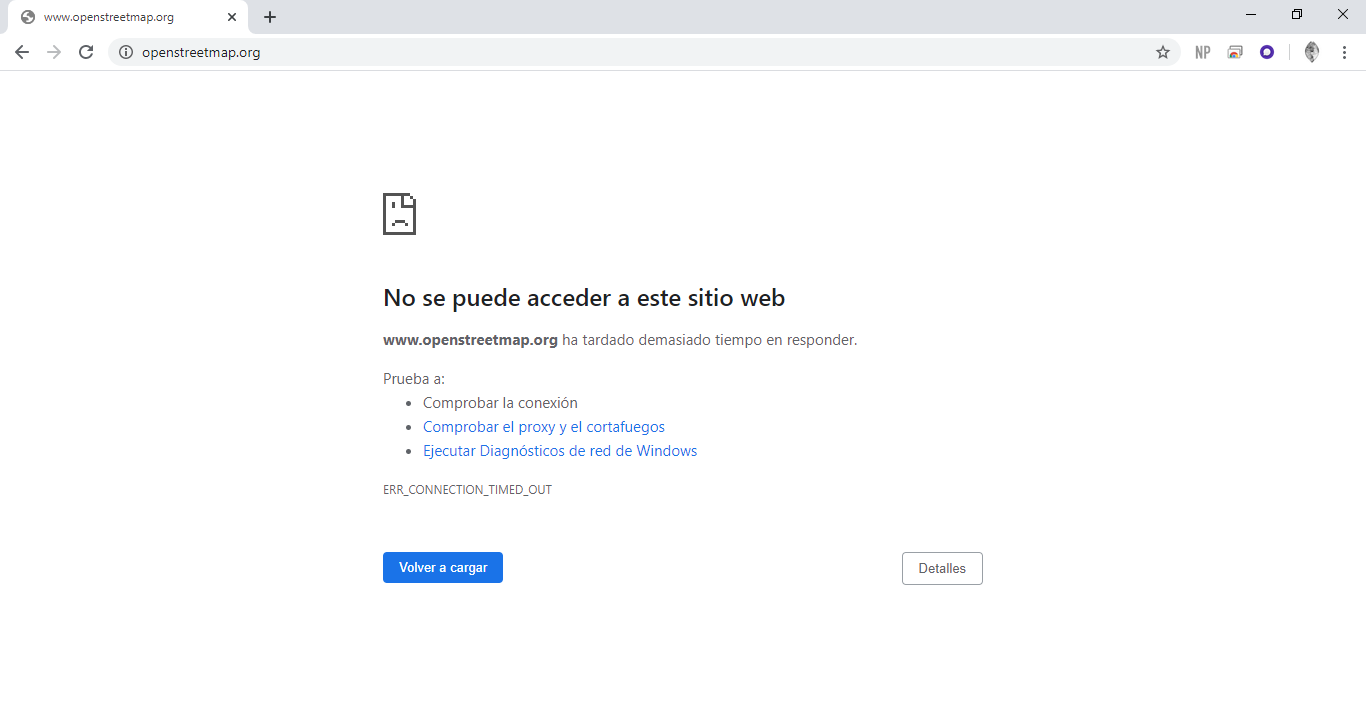 www.openstreetmap.org
openstreetmap.org
NP
No se puede acceder a este sitio web
www.openstreetmap.org ha tardado demasiado tiempo en responder.
Prueba a:
Comprobar la conexión
Comprobar el proxy y el cortafuegos
Ejecutar Diagnósticos de red de Windows
ERR_CONNECTION_TIMED_OUT
Volver a cargar
Detalles